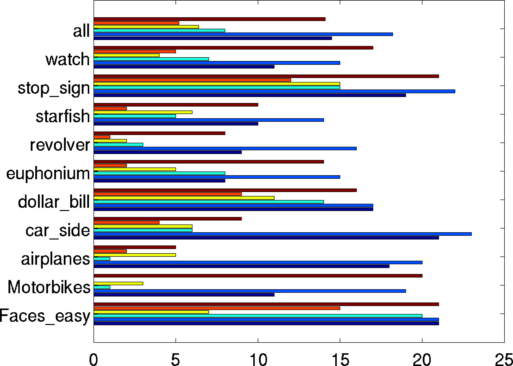 all
watch
stop_sign
starfish
revolver
euphonium
dollar_bill
car_side
airplanes
Motorbikes
Faces_easy
0 5 10 15 20 25